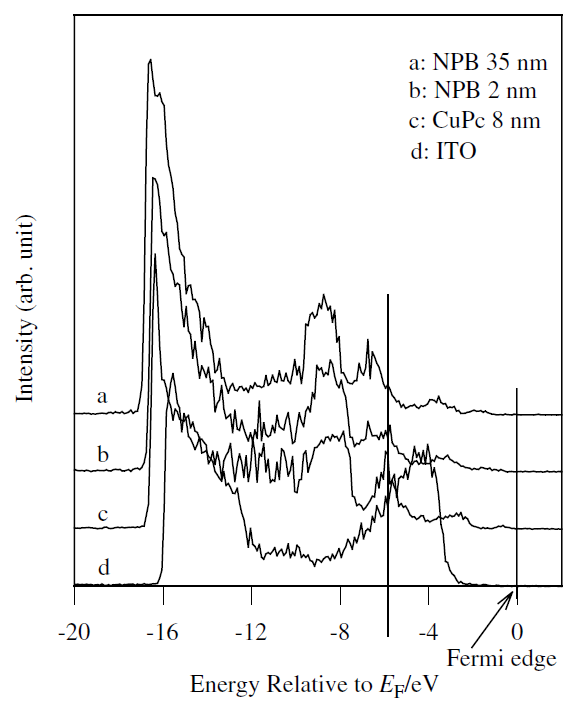 a: NPB 35 nm
b: NPB 2 nm
c: CuPc 8 nm
d: ITO
Intensity (arb. unit)
a
b
c
d
-20 -16 -12 -8 -4 0
Fermi edge
Energy Relative to EF/eV